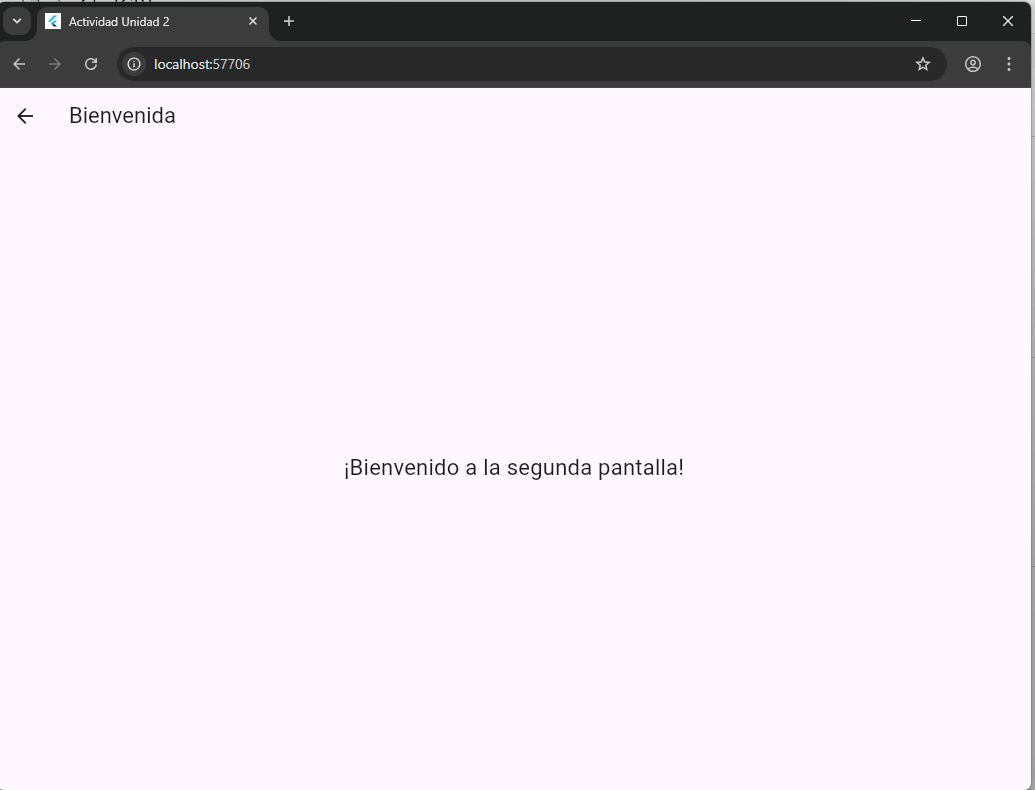 Actividad Unidad 2
localhost:57706
Bienvenida
¡Bienvenido a la segunda pantalla!